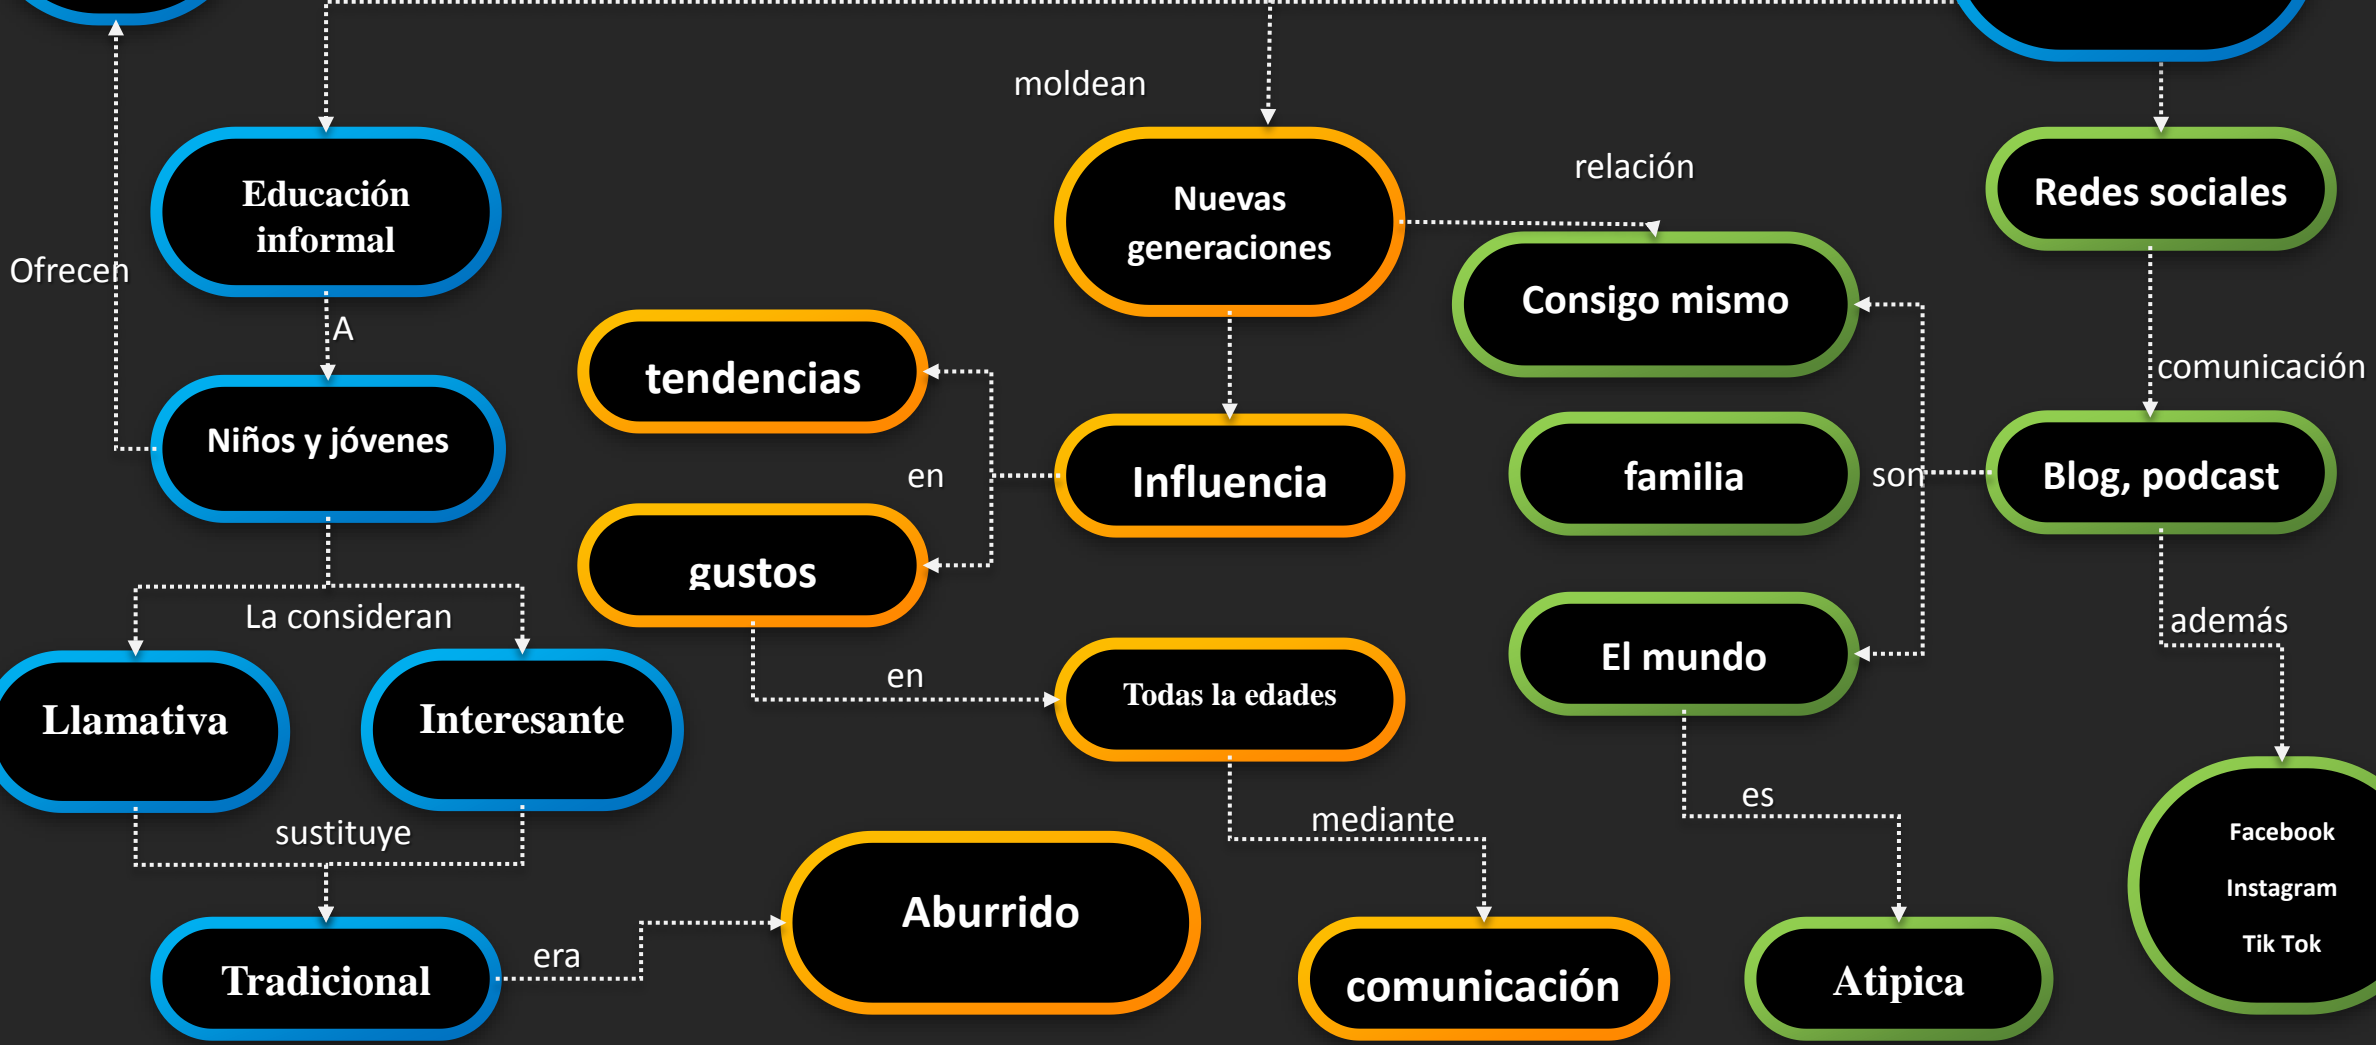 moldean
relación
Educación
informal
Nuevas
generaciones
Redes sociales
Ofrecen
Consigo mismo
A
tendencias
comunicación
Niños y jóvenes
en
Influencia
familia
son
Blog, podcast
gustos
La consideran
además
El mundo
en
Todas la edades
Llamativa
Interesante
es
mediante
sustituye
Facebook
Instagram
Tik Tok
Aburrido
era
Tradicional
comunicación
Atipica